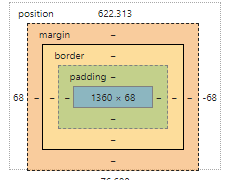 position 622.313
margin –
border –
padding –
68 – – – 1360 × 68 – – – -68
–
–
–